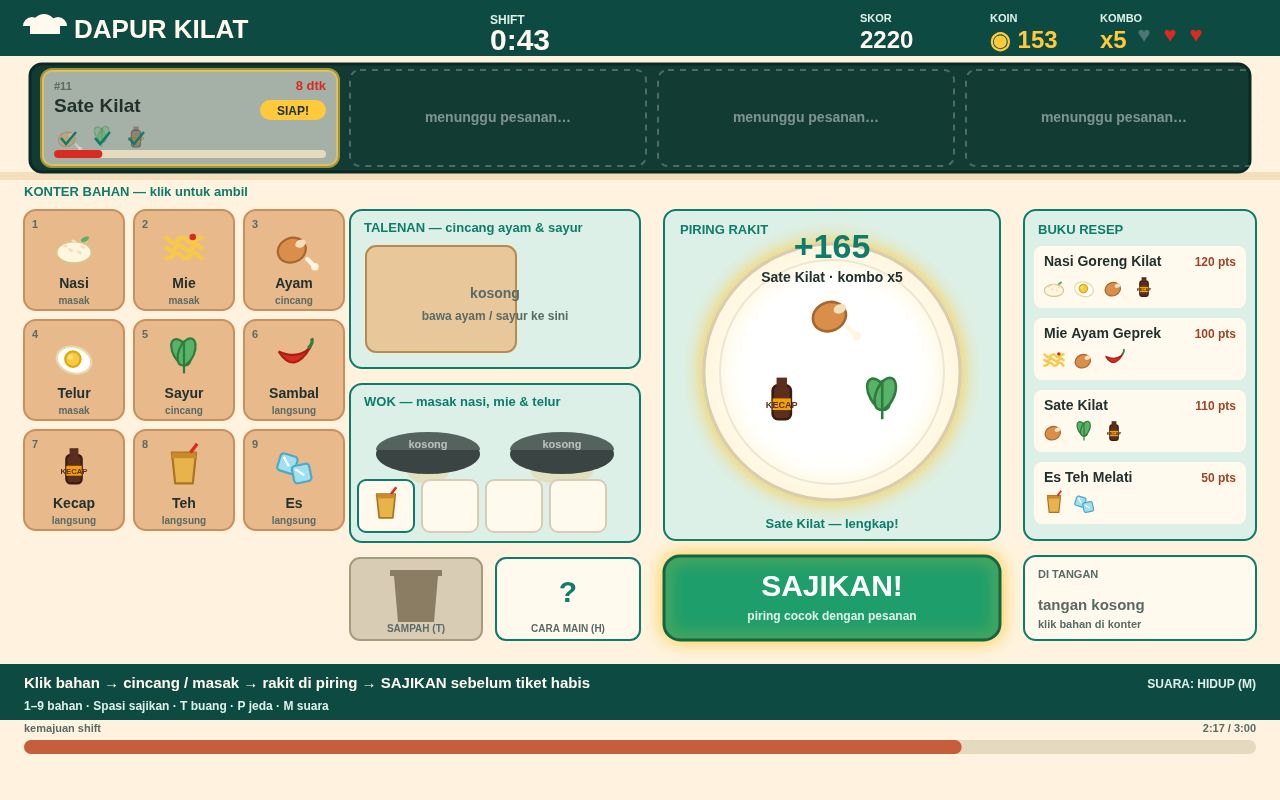 DAPUR KILAT
SHIFT
0:43
SKOR
2220
KOIN
153
KOMBO
x5
#11
8 dtk
Sate Kilat
SIAP!
menunggu pesanan…
menunggu pesanan…
menunggu pesanan…
KONTER BAHAN — klik untuk ambil
1
Nasi
masak
2
Mie
masak
3
Ayam
cincang
4
Telur
masak
5
Sayur
cincang
6
Sambal
langsung
7
KECAP
Kecap
langsung
8
Teh
langsung
9
Es
langsung
TALENAN — cincang ayam & sayur
kosong
bawa ayam / sayur ke sini
WOK — masak nasi, mie & telur
kosong
kosong
SAMPAH (T)
?
CARA MAIN (H)
PIRING RAKIT
+165
Sate Kilat · kombo x5
KECAP
Sate Kilat — lengkap!
SAJIKAN!
piring cocok dengan pesanan
BUKU RESEP
Nasi Goreng Kilat
120 pts
Mie Ayam Geprek
100 pts
Sate Kilat
110 pts
Es Teh Melati
50 pts
DI TANGAN
tangan kosong
klik bahan di konter
Klik bahan → cincang / masak → rakit di piring → SAJIKAN sebelum tiket habis
SUARA: HIDUP (M)
1–9 bahan · Spasi sajikan · T buang · P jeda · M suara
kemajuan shift
2:17 / 3:00